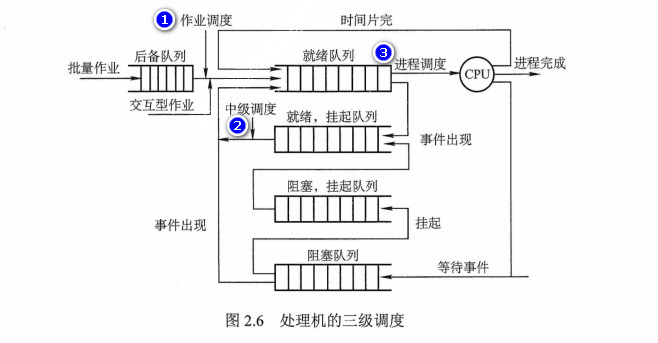 1 作业调度
时间片完
后备队列
就绪队列
3
批量作业
进程调度
CPU
进程完成
交互型作业
中级调度
2
就绪,挂起队列
事件出现
阻塞,挂起队列
事件出现
挂起
阻塞队列
等待事件
图 2.6 处理机的三级调度